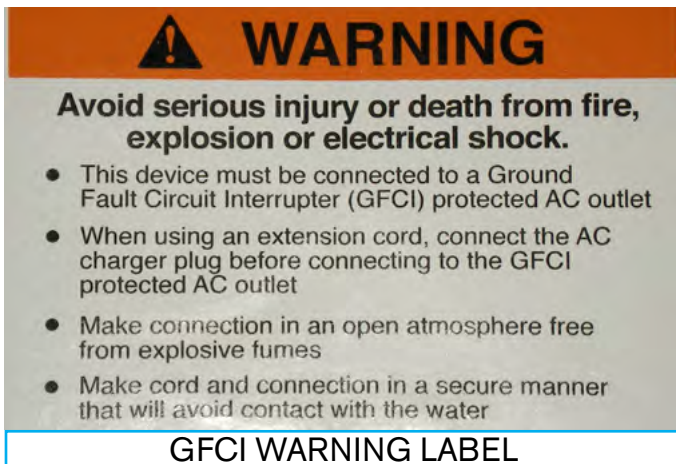 WARNING
Avoid serious injury or death from fire,
explosion or electrical shock.
• This device must be connected to a Ground
Fault Circuit Interrupter (GFCI) protected AC outlet
• When using an extension cord, connect the AC
charger plug before connecting to the GFCI
protected AC outlet
• Make connection in an open atmosphere free
from explosive fumes
• Make cord and connection in a secure manner
that will avoid contact with the water
GFCI WARNING LABEL